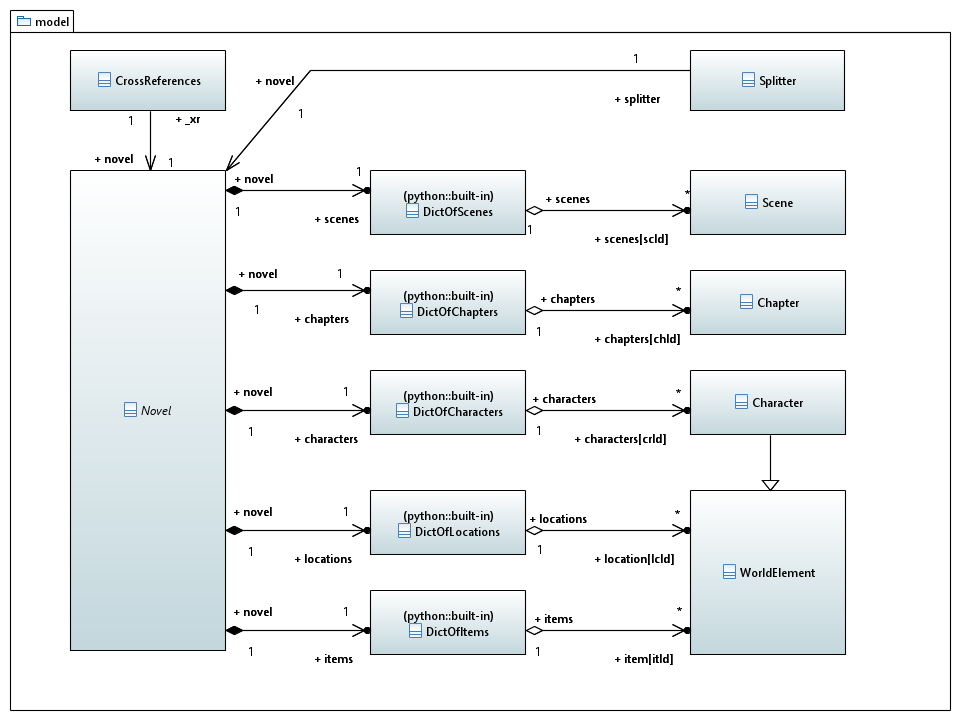 model
CrossReferences
Splitter
1
+ novel
+ splitter
1
1
+ _xr
+ novel
1
Novel
+ novel
1
1
+ scenes
(python::built-in)
DictOfScenes
+ scenes
1
*
+ scenes[scId]
Scene
+ novel
1
1
+ chapters
(python::built-in)
DictOfChapters
+ chapters
1
*
+ chapters[chId]
Chapter
+ novel
1
1
+ characters
(python::built-in)
DictOfCharacters
+ characters
1
*
+ characters[crId]
Character
+ novel
1
1
+ locations
(python::built-in)
DictOfLocations
+ locations
1
*
+ location[lcId]
WorldElement
+ novel
1
1
+ items
(python::built-in)
DictOfItems
+ items
1
*
+ item[itId]